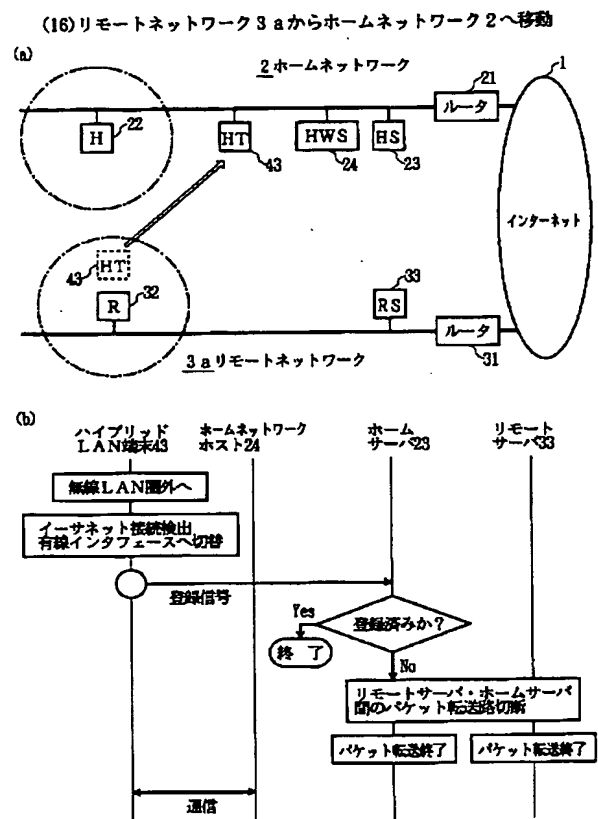 (16)リモートネットワーク3aからホームネットワーク2へ移動
(a)
2ホームネットワーク
21
ルータ
1
H
22
HT
43
HWS
24
HS
23
インターネット
HT
43
R
32
33
RS
ルータ
31
3aリモートネットワーク
(b)
ハイブリッド
LAN端末43
ホームネットワーク
ホスト24
ホーム
サーバ23
リモート
サーバ33
無線LAN圏外へ
イーサネット接続検出
有線インタフェースへ切替
登録信号
登録済みか?
Yes
終了
No
リモートサーバ・ホームサーバ
間のパケット転送路切断
パケット転送終了
パケット転送終了
通信